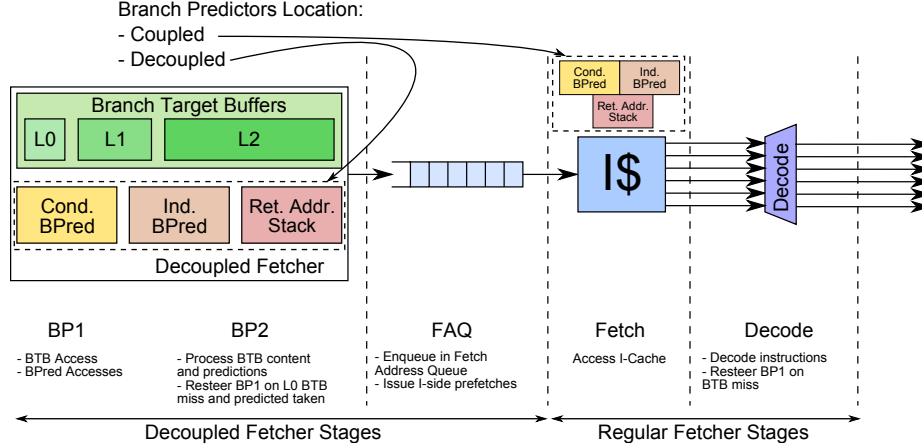 Branch Predictors Location:
- Coupled
- Decoupled
Branch Target Buffers
L0
L1
L2
Cond.
BPred
Ind.
BPred
Ret. Addr.
Stack
Decoupled Fetcher
Cond.
BPred
Ind.
BPred
Ret. Addr.
Stack
I$
Decode
BP1
- BTB Access
- BPred Accesses
BP2
- Process BTB content
and predictions
- Resteer BP1 on L0 BTB
miss and predicted taken
FAQ
- Enqueue in Fetch
Address Queue
- Issue I-side prefetches
Fetch
Access I-Cache
Decode
- Decode instructions
- Resteer BP1 on
BTB miss
Decoupled Fetcher Stages
Regular Fetcher Stages